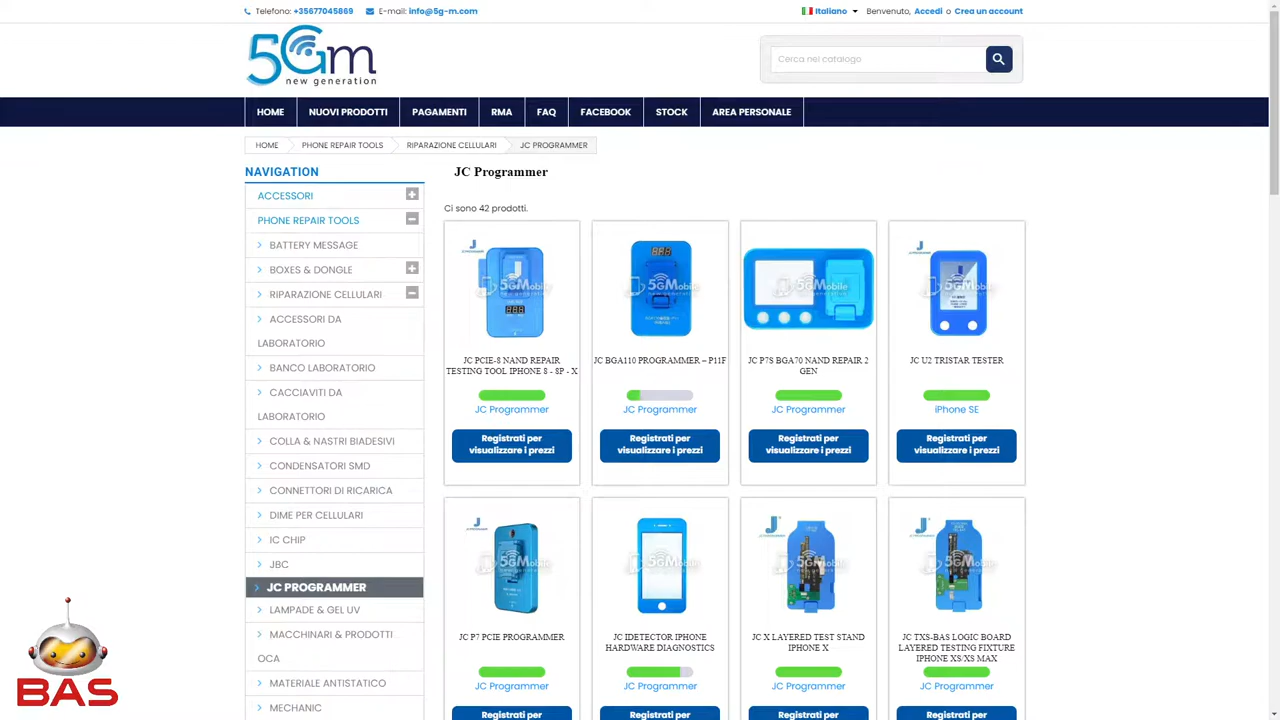 Telefono: +35677045869
E-mail: info@5g-m.com
Italiano
Benvenuto, Accedi o Crea un account
5Gm
new generation
Cerca nel catalogo
HOME
NUOVI PRODOTTI
PAGAMENTI
RMA
FAQ
FACEBOOK
STOCK
AREA PERSONALE
HOME
PHONE REPAIR TOOLS
RIPARAZIONE CELLULARI
JC PROGRAMMER
NAVIGATION
ACCESSORI
PHONE REPAIR TOOLS
BATTERY MESSAGE
BOXES & DONGLE
RIPARAZIONE CELLULARI
ACCESSORI DA
LABORATORIO
BANCO LABORATORIO
CACCIAVITI DA
LABORATORIO
COLLA & NASTRI BIADESIVI
CONDENSATORI SMD
CONNETTORI DI RICARICA
DIME PER CELLULARI
IC CHIP
JBC
JC PROGRAMMER
LAMPADE & GEL UV
MACCHINARI & PRODOTTI
OCA
MATERIALE ANTISTATICO
MECHANIC
BAS
JC Programmer
Ci sono 42 prodotti.
5GMobile
JC PCIE-8 NAND REPAIR
TESTING TOOL IPHONE 8 - 8P - X
JC Programmer
Registrati per
visualizzare i prezzi
5GMobile
JC BGA110 PROGRAMMER – P11F
JC Programmer
Registrati per
visualizzare i prezzi
5GMobile
JC P7S BGA70 NAND REPAIR 2
GEN
JC Programmer
Registrati per
visualizzare i prezzi
5GMobile
JC U2 TRISTAR TESTER
iPhone SE
Registrati per
visualizzare i prezzi
5GMobile
JC P7 PCIE PROGRAMMER
JC Programmer
Registrati per
5GMobile
JC IDETECTOR IPHONE
HARDWARE DIAGNOSTICS
JC Programmer
Registrati per
5GMobile
JC X LAYERED TEST STAND
IPHONE X
JC Programmer
Registrati per
5GMobile
JC TXS-BAS LOGIC BOARD
LAYERED TESTING FIXTURE
IPHONE XS/XS MAX
JC Programmer
Registrati per